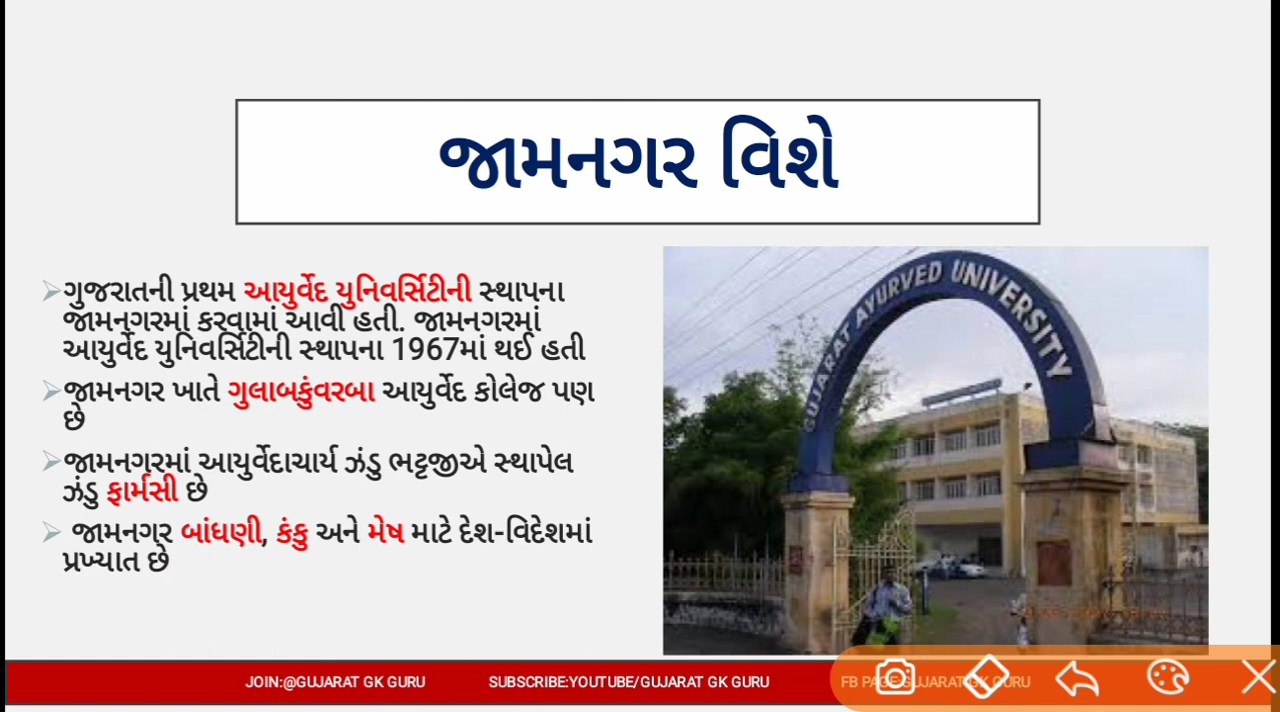 જામનગર વિશે
ગુજરાતની પ્રથમ આયુર્વેદ યુનિવર્સિટીની સ્થાપના
જામનગરમાં કરવામાં આવી હતી. જામનગરમાં
આયુર્વેદ યુનિવર્સિટીની સ્થાપના 1967માં થઈ હતી
જામનગર ખાતે ગુલાબકુંવરબા આયુર્વેદ કોલેજ પણ
છે
જામનગરમાં આયુર્વેદાચાર્ય ઝંડુ ભટ્ટજીએ સ્થાપેલ
ઝંડુ ફાર્મસી છે
જામનગર બાંધણી, કંકુ અને મેષ માટે દેશ-વિદેશમાં
પ્રખ્યાત છે
GUJARAT AYURVED UNIVERSITY
JOIN:@GUJARAT GK GURU SUBSCRIBE:YOUTUBE/GUJARAT GK GURU FB PAGE:GUJARAT GK GURU